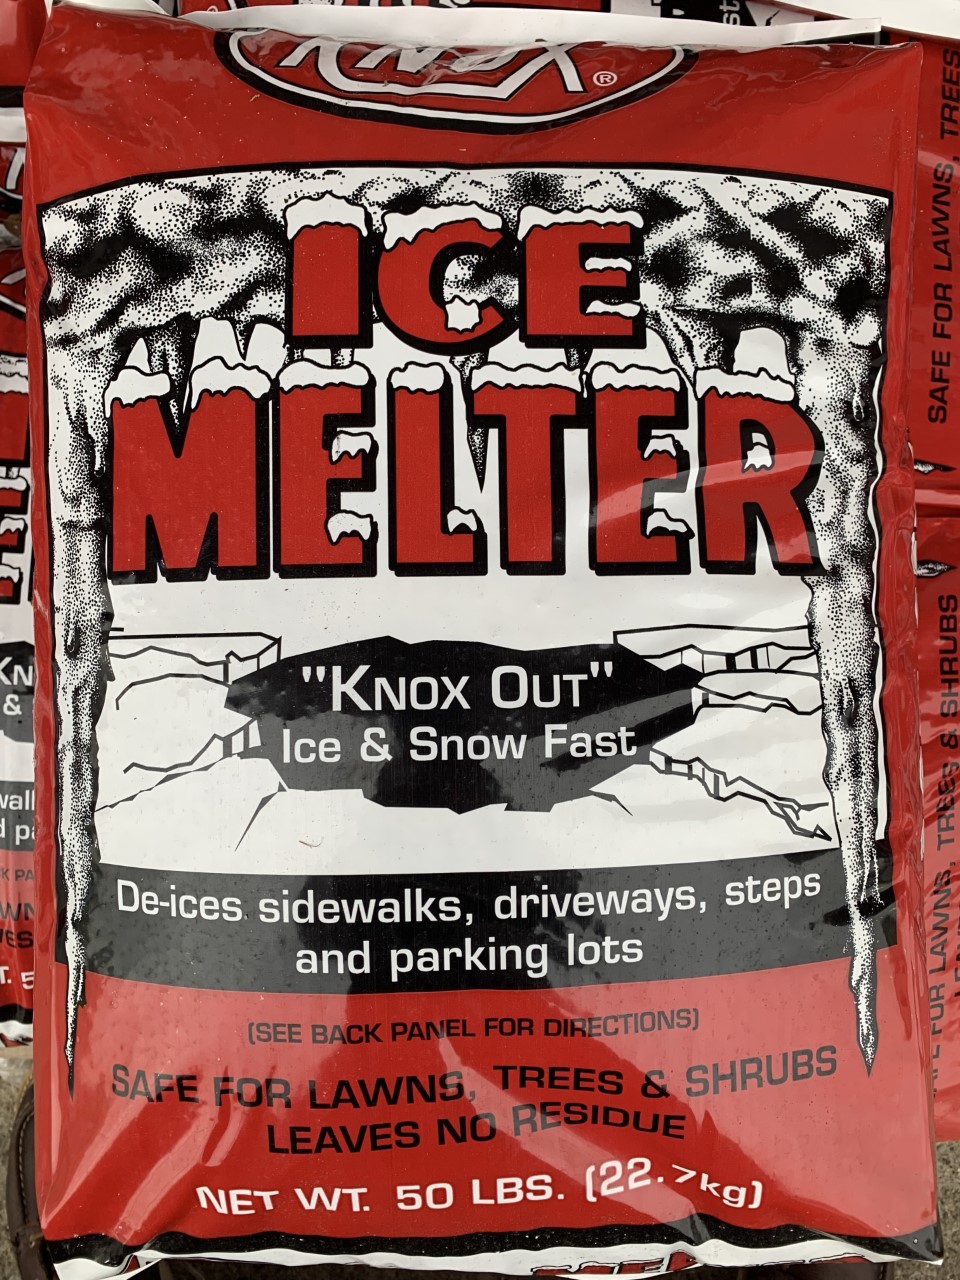 KNOX®
ICE
MELTER
"KNOX OUT"
Ice & Snow Fast
De-ices sidewalks, driveways, steps
and parking lots
(SEE BACK PANEL FOR DIRECTIONS)
SAFE FOR LAWNS, TREES & SHRUBS
LEAVES NO RESIDUE
NET WT. 50 LBS. (22.7kg)
SAFE FOR LAWNS, TREES
FOR LAWNS, TREES & SHRUBS